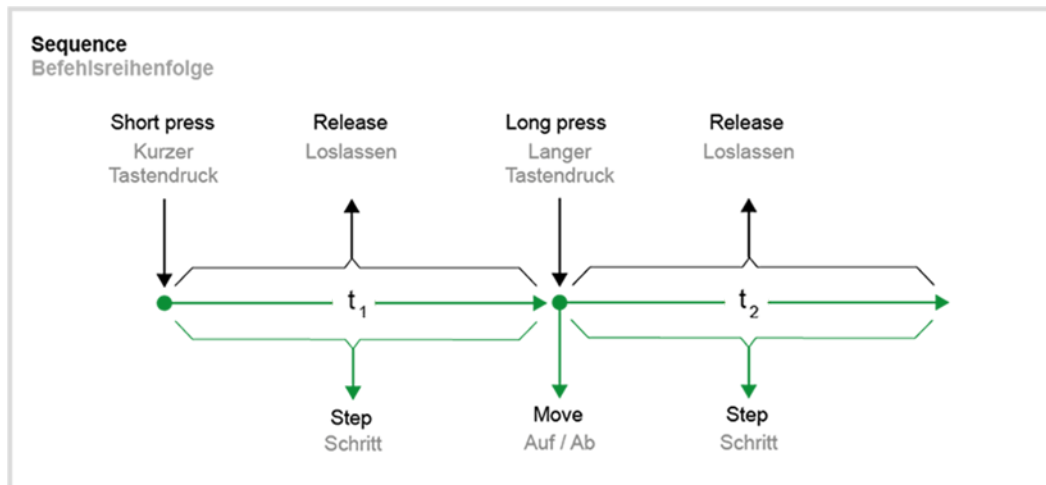 Sequence
Befehlsreihenfolge
Short press
Kurzer
Tastendruck
Release
Loslassen
Long press
Langer
Tastendruck
Release
Loslassen
t1
t2
Step
Schritt
Move
Auf / Ab
Step
Schritt